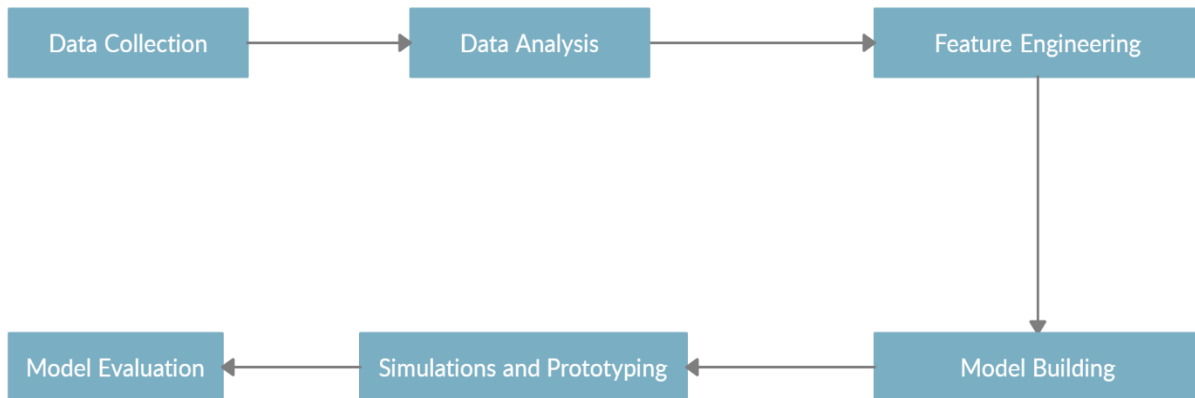 Data Collection
Data Analysis
Feature Engineering
Model Evaluation
Simulations and Prototyping
Model Building